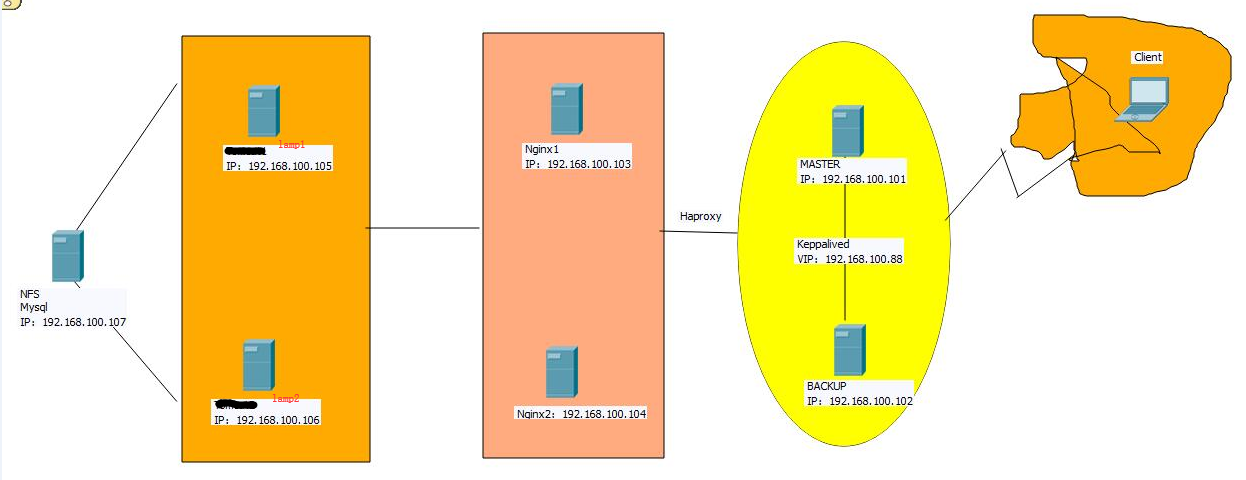 Client
lamp1
IP: 192.168.100.105
Nginx1
IP: 192.168.100.103
MASTER
IP: 192.168.100.101
Haproxy
Keppalived
VIP: 192.168.100.88
NFS
Mysql
IP: 192.168.100.107
lamp2
IP: 192.168.100.106
Nginx2: 192.168.100.104
BACKUP
IP: 192.168.100.102